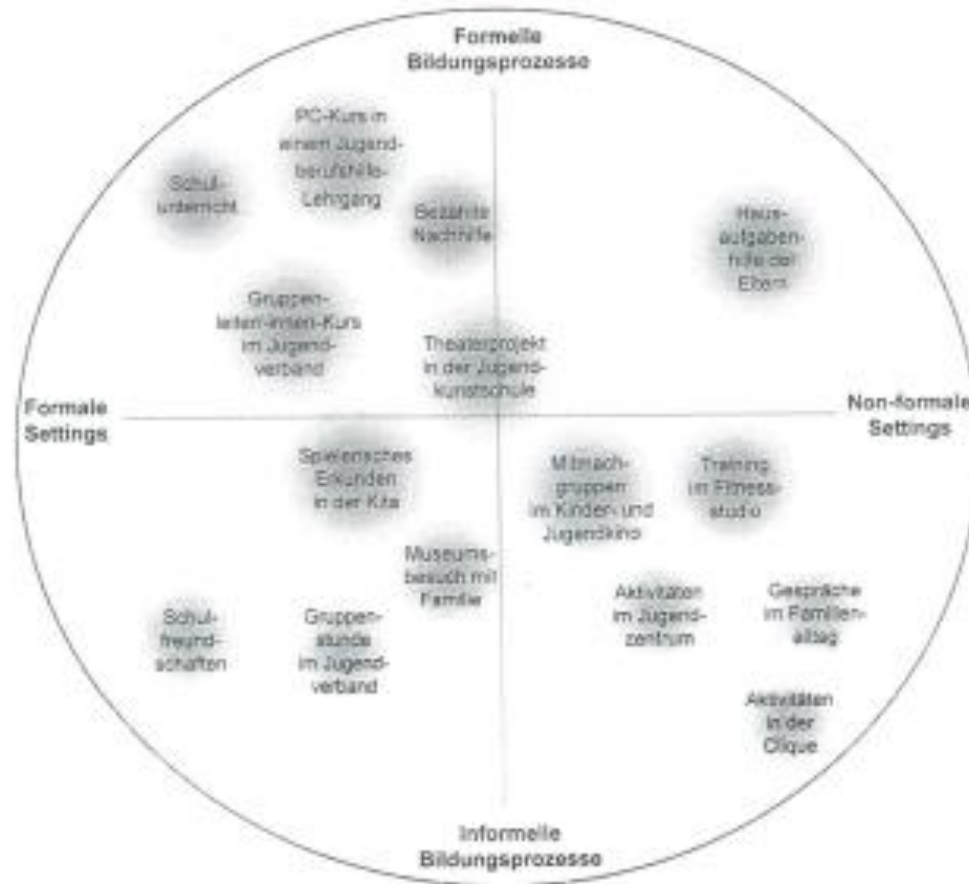 Formelle
Bildungsprozesse
PC-Kurs in
einem Jugend-
berufshilfe-
Lehrgang
Schul-
unterricht
Bezahlte
Nachhilfe
Haus-
aufgaben-
hilfe der
Eltern
Gruppen-
leiter/-innen-Kurs
im Jugend-
verband
Theaterprojekt
in der Jugend-
kunstschule
Formale
Settings
Non-formale
Settings
Spielerisches
Erkunden
in der Kita
Mitmach-
gruppen
im Kinder- und
Jugendkino
Training
im Fitness-
studio
Museums-
besuch mit
Familie
Schul-
freund-
schaften
Gruppen-
stunde
im Jugend-
verband
Aktivitäten
im Jugend-
zentrum
Gespräche
im Familien-
alltag
Aktivitäten
in der
Clique
Informelle
Bildungsprozesse